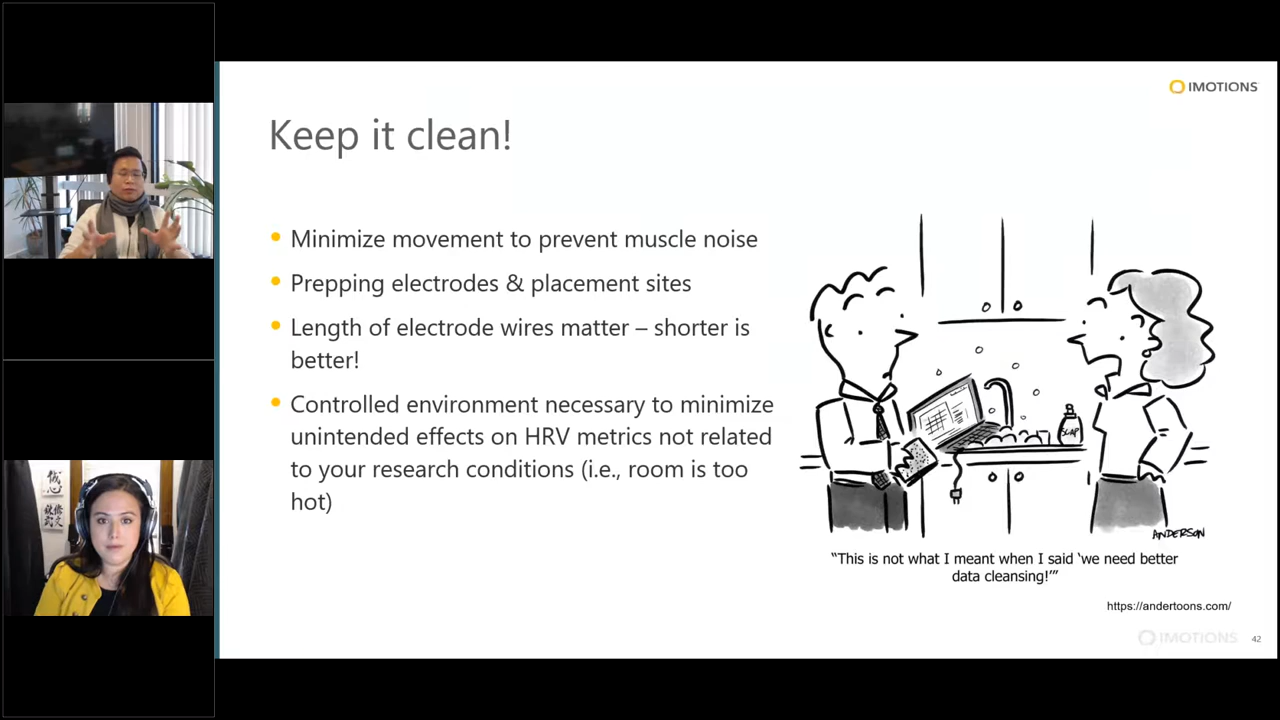 IMOTIONS
Keep it clean!
Minimize movement to prevent muscle noise
Prepping electrodes & placement sites
Length of electrode wires matter – shorter is
better!
Controlled environment necessary to minimize
unintended effects on HRV metrics not related
to your research conditions (i.e., room is too
hot)
SOAP
ANDERSON
“This is not what I meant when I said ‘we need better
data cleansing!’”
https://andertoons.com/
IMOTIONS
42